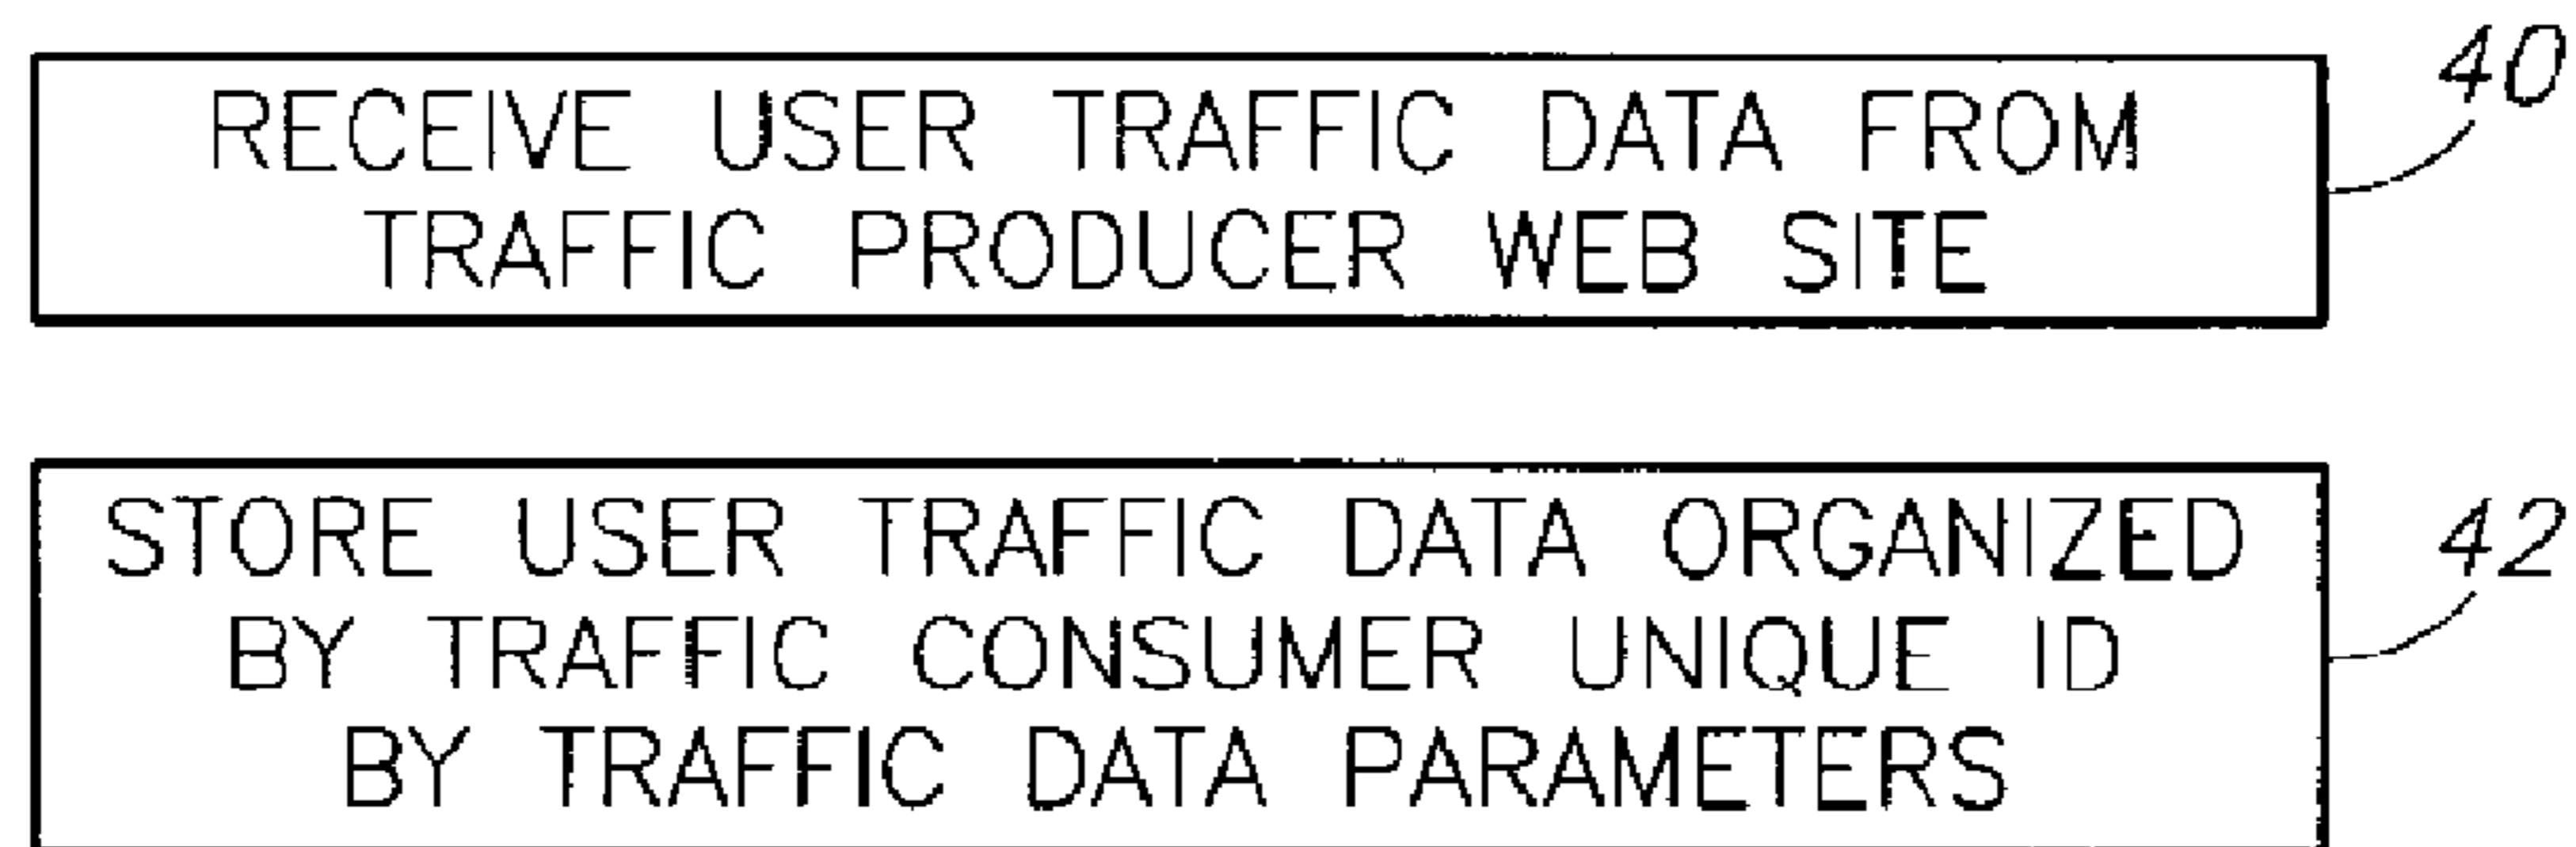 40
RECEIVE USER TRAFFIC DATA FROM
TRAFFIC PRODUCER WEB SITE
42
STORE USER TRAFFIC DATA ORGANIZED
BY TRAFFIC CONSUMER UNIQUE ID
BY TRAFFIC DATA PARAMETERS